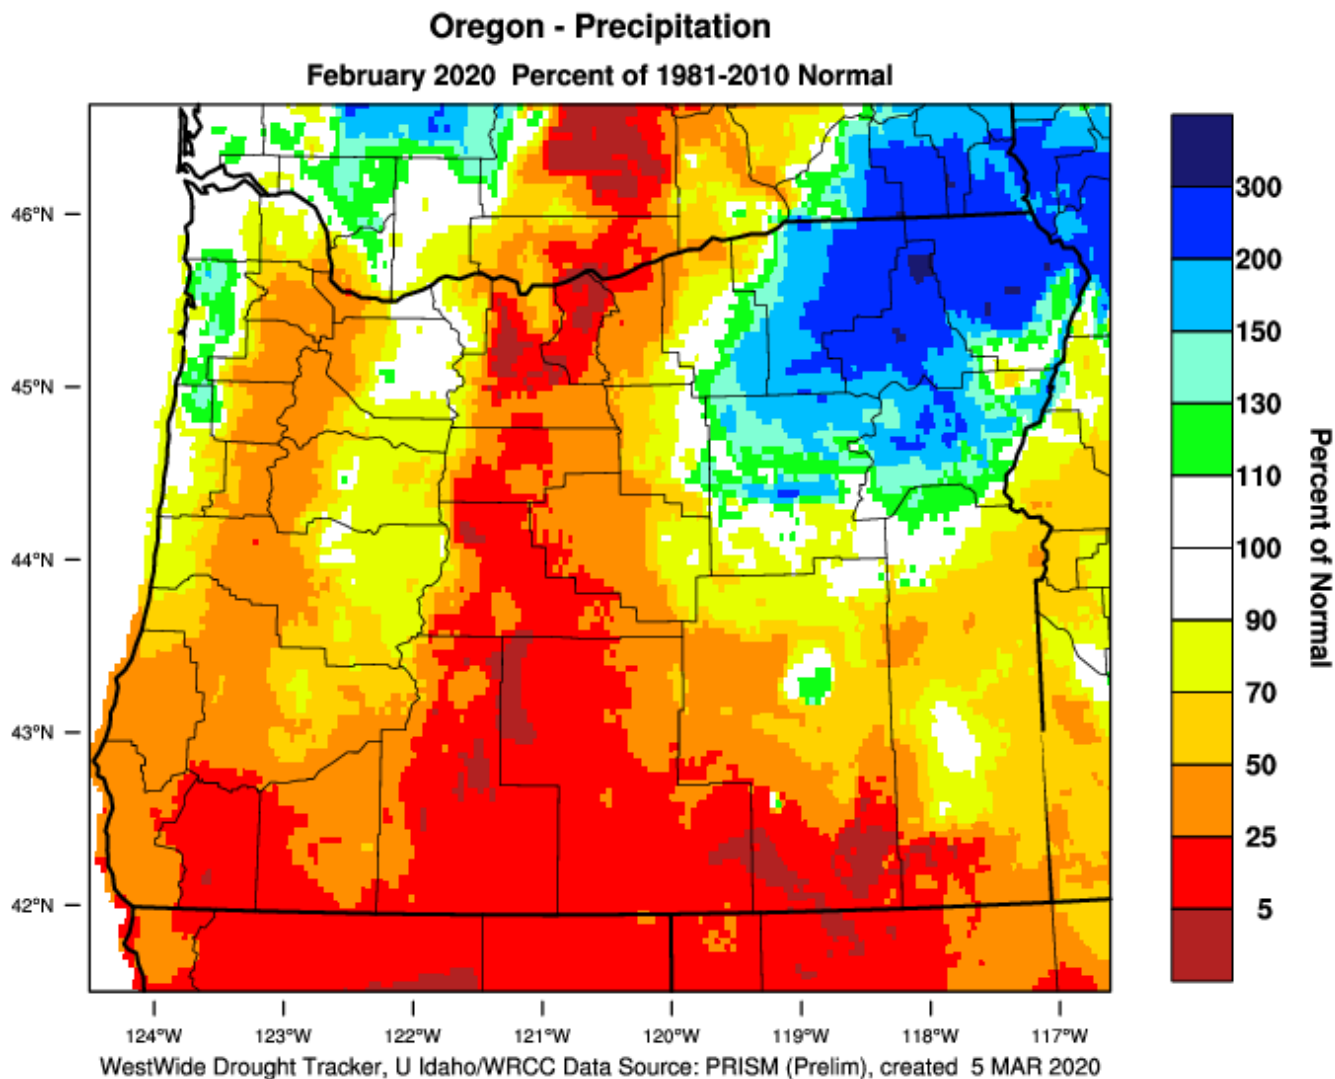 Oregon - Precipitation
February 2020 Percent of 1981-2010 Normal
46°N
45°N
44°N
43°N
42°N
124°W 123°W 122°W 121°W 120°W 119°W 118°W 117°W
300
200
150
130
110
100
90
70
50
25
5
Percent of Normal
WestWide Drought Tracker, U Idaho/WRCC Data Source: PRISM (Prelim), created 5 MAR 2020